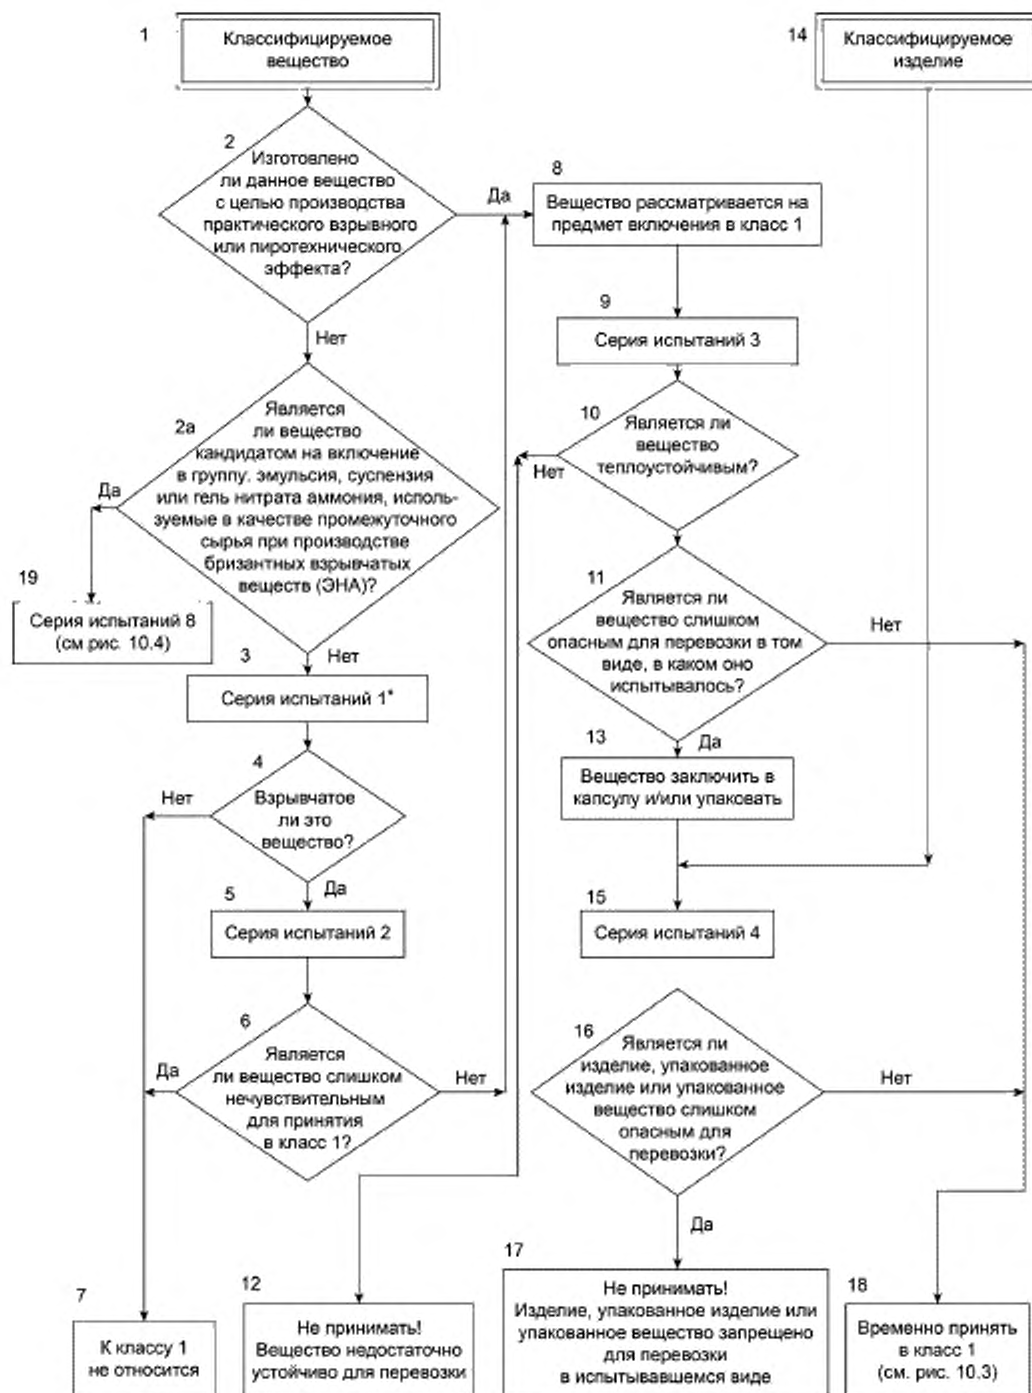 1
Классифицируемое
вещество
14
Классифицируемое
изделие
2
Изготовлено
ли данное вещество
с целью производства
практического взрывного
или пиротехнического
эффекта?
Да
8
Вещество рассматривается на
предмет включения в класс 1
Нет
9
Серия испытаний 3
2а
Является
ли вещество
кандидатом на включение
в группу. эмульсия, суспензия
или гель нитрата аммония, исполь-
зуемые в качестве промежуточного
сырья при производстве
бризантных взрывчатых
веществ (ЭНА)?
Да
10
Является ли
вещество
теплоустойчивым?
Нет
19
Серия испытаний 8
(см рис. 10.4)
11
Является ли
вещество слишком
опасным для перевозки в том
виде, в каком оно
испытывалось?
Нет
Нет
3
Серия испытаний 1*
Да
13
Вещество заключить в
капсулу и/или упаковать
4
Взрывчатое
ли это
вещество?
Нет
Да
5
Серия испытаний 2
15
Серия испытаний 4
6
Является
ли вещество слишком
нечувствительным
для принятия
в класс 1?
Да
Нет
16
Является ли
изделие, упакованное
изделие или упакованное
вещество слишком
опасным для
перевозки?
Нет
Да
7
К классу 1
не относится
12
Не принимать!
Вещество недостаточно
устойчиво для перевозки
17
Не принимать!
Изделие, упакованное изделие или
упакованное вещество запрещено
для перевозки
в испытывавшемся виде
18
Временно принять
в класс 1
(см. рис. 10.3)